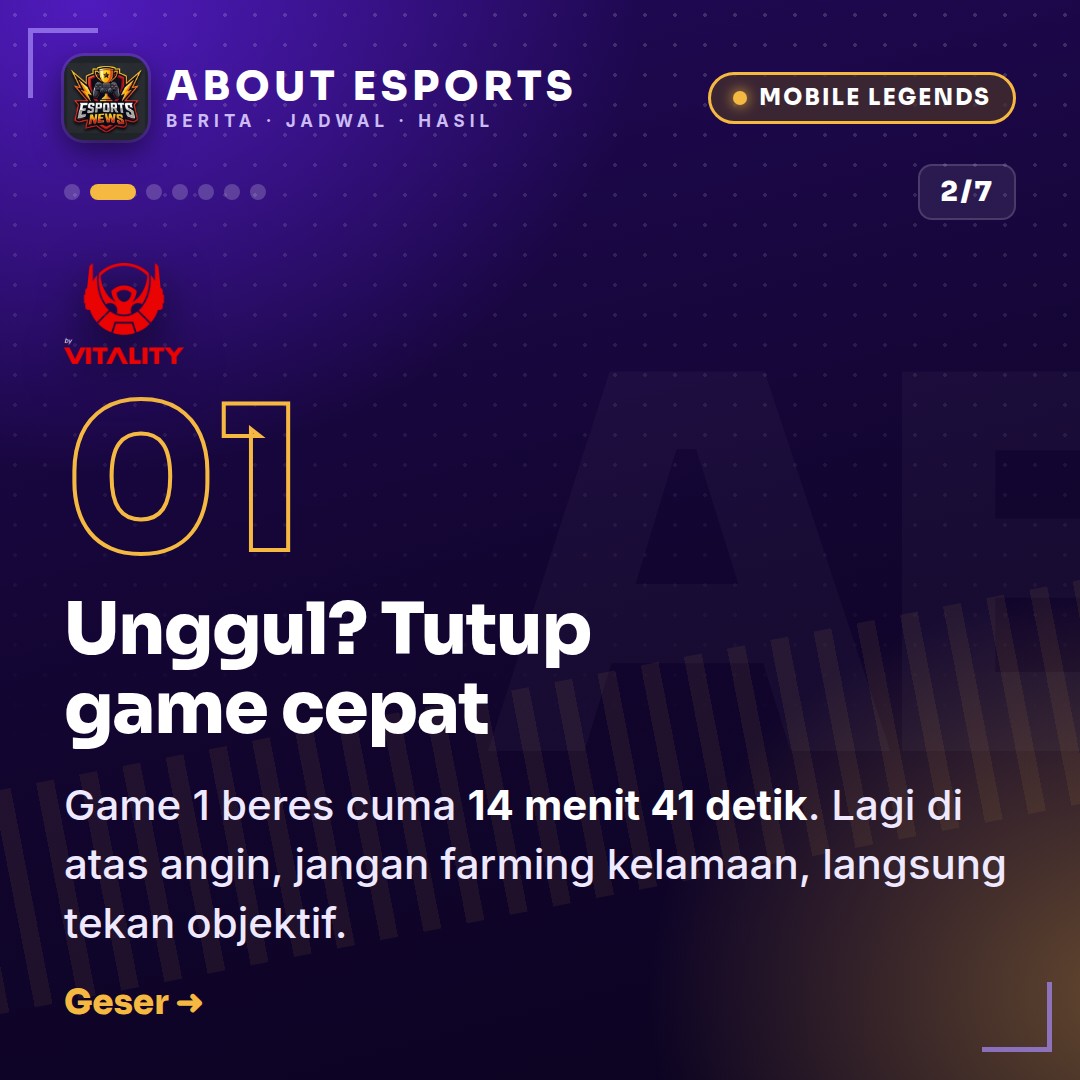 ESPORTS
NEWS
ABOUT ESPORTS
BERITA · JADWAL · HASIL
MOBILE LEGENDS
2/7
by
VITALITY
01
Unggul? Tutup
game cepat
Game 1 beres cuma 14 menit 41 detik. Lagi di
atas angin, jangan farming kelamaan, langsung
tekan objektif.
Geser ➜